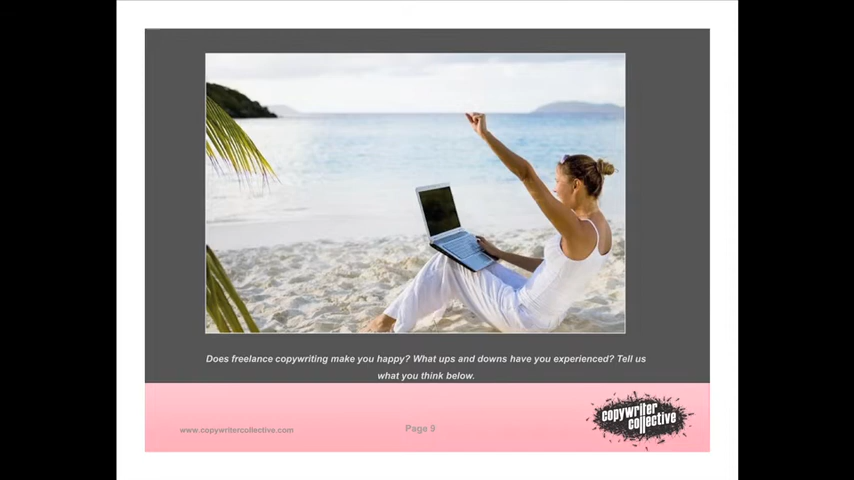 Does freelance copywriting make you happy? What ups and downs have you experienced? Tell us
what you think below.
www.copywritercollective.com
Page 9
copywriter
collective